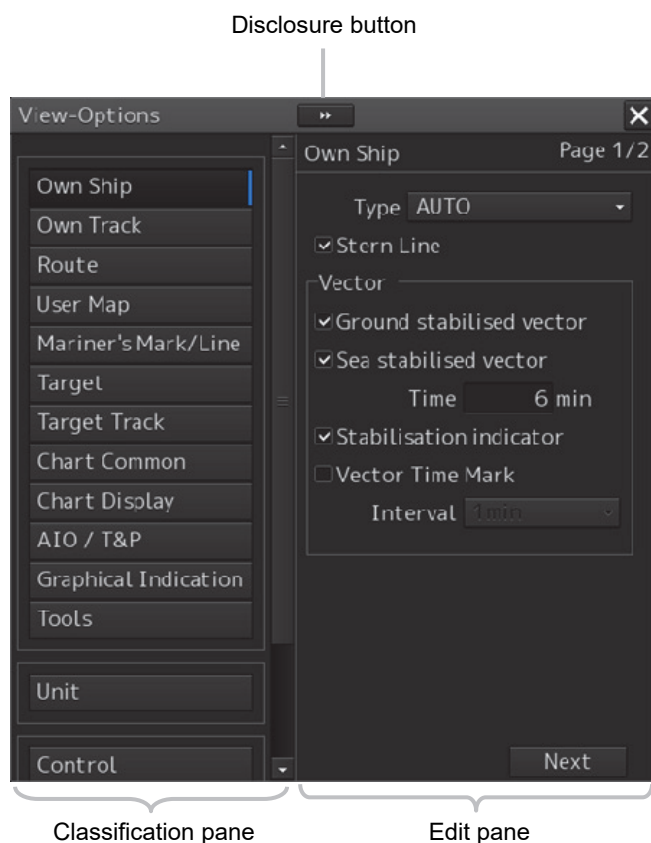 Disclosure button
View-Options
Own Ship Page 1/2
Own Ship
Own Track
Route
User Map
Mariner's Mark/Line
Target
Target Track
Chart Common
Chart Display
AIO / T&P
Graphical Indication
Tools
Unit
Control
Type AUTO
Stern Line
Vector
Ground stabilised vector
Sea stabilised vector
Time 6 min
Stabilisation indicator
Vector Time Mark
Interval 1min
Next
Classification pane
Edit pane